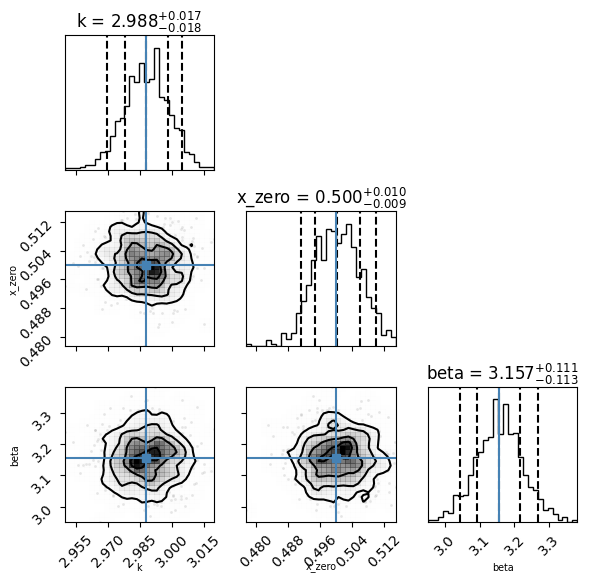 k = 2.988+0.017 −0.018
x_zero = 0.500+0.010 −0.009
x_zero
0.512
0.504
0.496
0.488
0.480
beta = 3.157+0.111 −0.113
beta
3.3
3.2
3.1
3.0
2.955 2.970 2.985 3.000 3.015
k
0.480 0.488 0.496 0.504 0.512
x_zero
3.0 3.1 3.2 3.3
beta